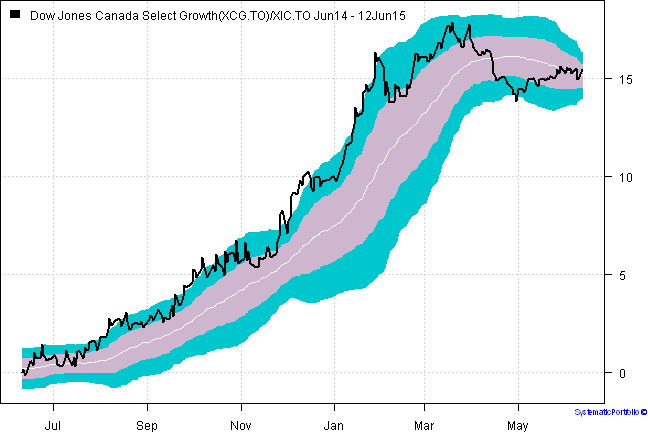 Dow Jones Canada Select Growth(XCG.TO)/XIC.TO Jun14 - 12Jun15
15
10
5
0
Jul Sep Nov Jan Mar May
SystematicPortfolio ©